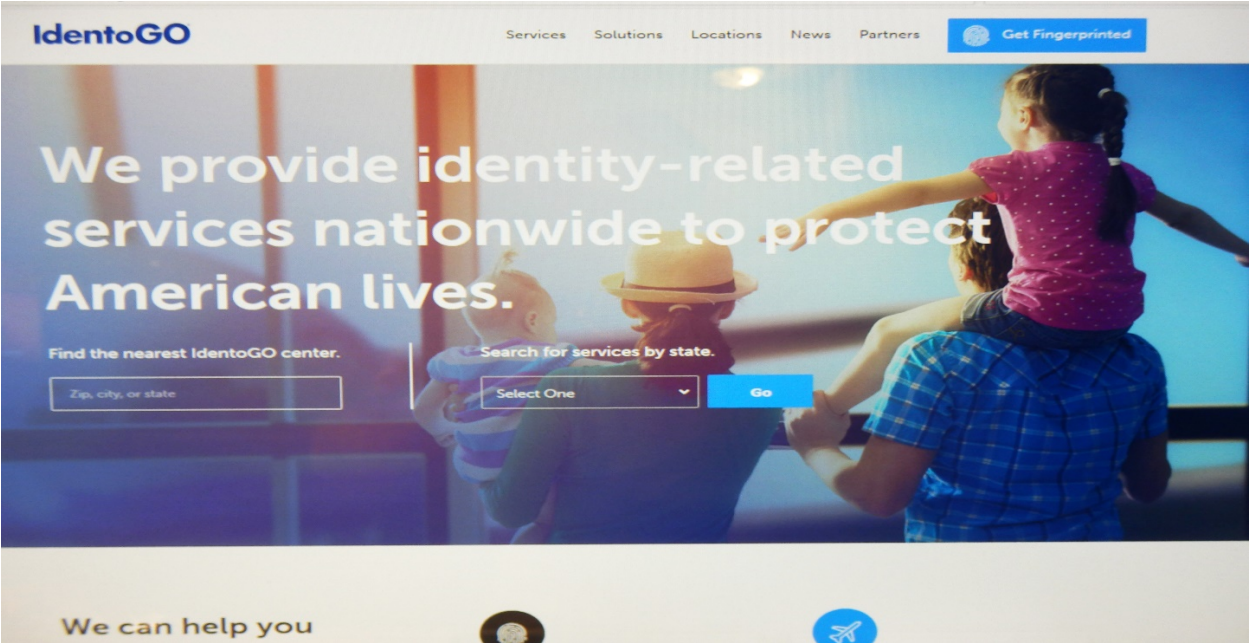 IdentoGO
Services Solutions Locations News Partners Get Fingerprinted
We provide identity-related
services nationwide to protect
American lives.
Find the nearest IdentoGO center. Search for services by state.
Zip, city, or state Select One Go
We can help you